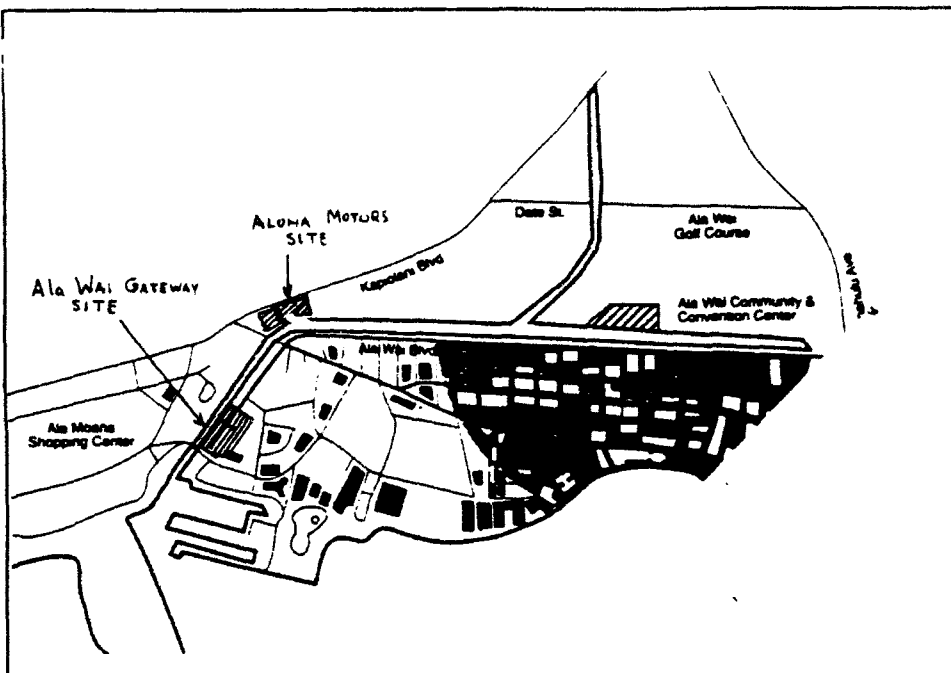 ALOHA MOTORS
SITE
Ala WAI GATEWAY
SITE
Date St.
Ala Wai
Golf Course
Kapiolani Blvd
Ala Wai Community &
Convention Center
Ala Wai Blvd
Ala Moana
Shopping Center